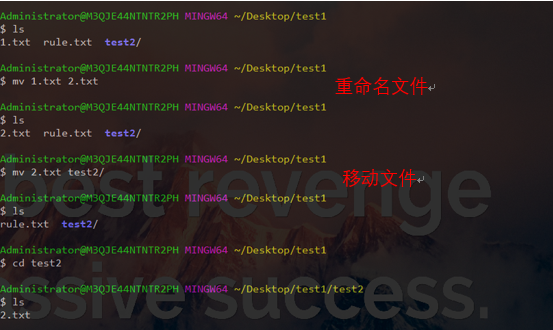 Administrator@M3QJE44NTNTR2PH MINGW64 ~/Desktop/test1
$ ls
1.txt  rule.txt  test2/
Administrator@M3QJE44NTNTR2PH MINGW64 ~/Desktop/test1
$ mv 1.txt 2.txt
重命名文件
Administrator@M3QJE44NTNTR2PH MINGW64 ~/Desktop/test1
$ ls
2.txt  rule.txt  test2/
Administrator@M3QJE44NTNTR2PH MINGW64 ~/Desktop/test1
$ mv 2.txt test2/
移动文件
best revenge
Administrator@M3QJE44NTNTR2PH MINGW64 ~/Desktop/test1
$ ls
rule.txt  test2/
Administrator@M3QJE44NTNTR2PH MINGW64 ~/Desktop/test1
$ cd test2
Administrator@M3QJE44NTNTR2PH MINGW64 ~/Desktop/test1/test2
$ ls
2.txt
success.